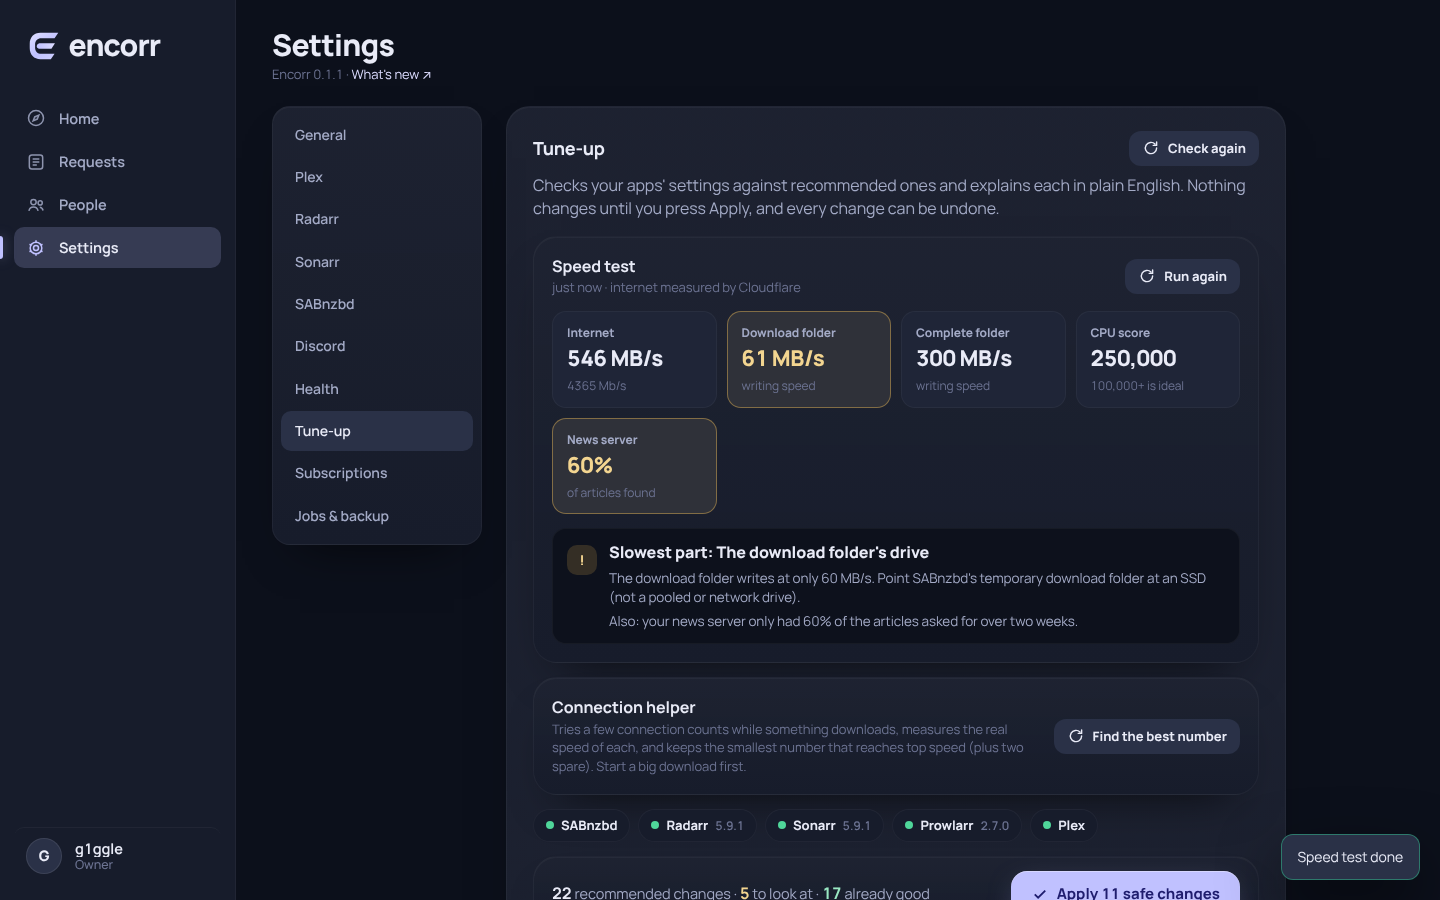 encorr
Home
Requests
People
Settings
G
g1ggle
Owner
Settings
Encorr 0.1.1 · What's new ↗
General
Plex
Radarr
Sonarr
SABnzbd
Discord
Health
Tune-up
Subscriptions
Jobs & backup
Tune-up
Check again
Checks your apps' settings against recommended ones and explains each in plain English. Nothing
changes until you press Apply, and every change can be undone.
Speed test
just now · internet measured by Cloudflare
Run again
Internet
546 MB/s
4365 Mb/s
Download folder
61 MB/s
writing speed
Complete folder
300 MB/s
writing speed
CPU score
250,000
100,000+ is ideal
News server
60%
of articles found
!
Slowest part: The download folder's drive
The download folder writes at only 60 MB/s. Point SABnzbd's temporary download folder at an SSD
(not a pooled or network drive).
Also: your news server only had 60% of the articles asked for over two weeks.
Connection helper
Tries a few connection counts while something downloads, measures the real
speed of each, and keeps the smallest number that reaches top speed (plus two
spare). Start a big download first.
Find the best number
SABnzbd
Radarr 5.9.1
Sonarr 5.9.1
Prowlarr 2.7.0
Plex
22 recommended changes · 5 to look at · 17 already good
Apply 11 safe changes
Speed test done